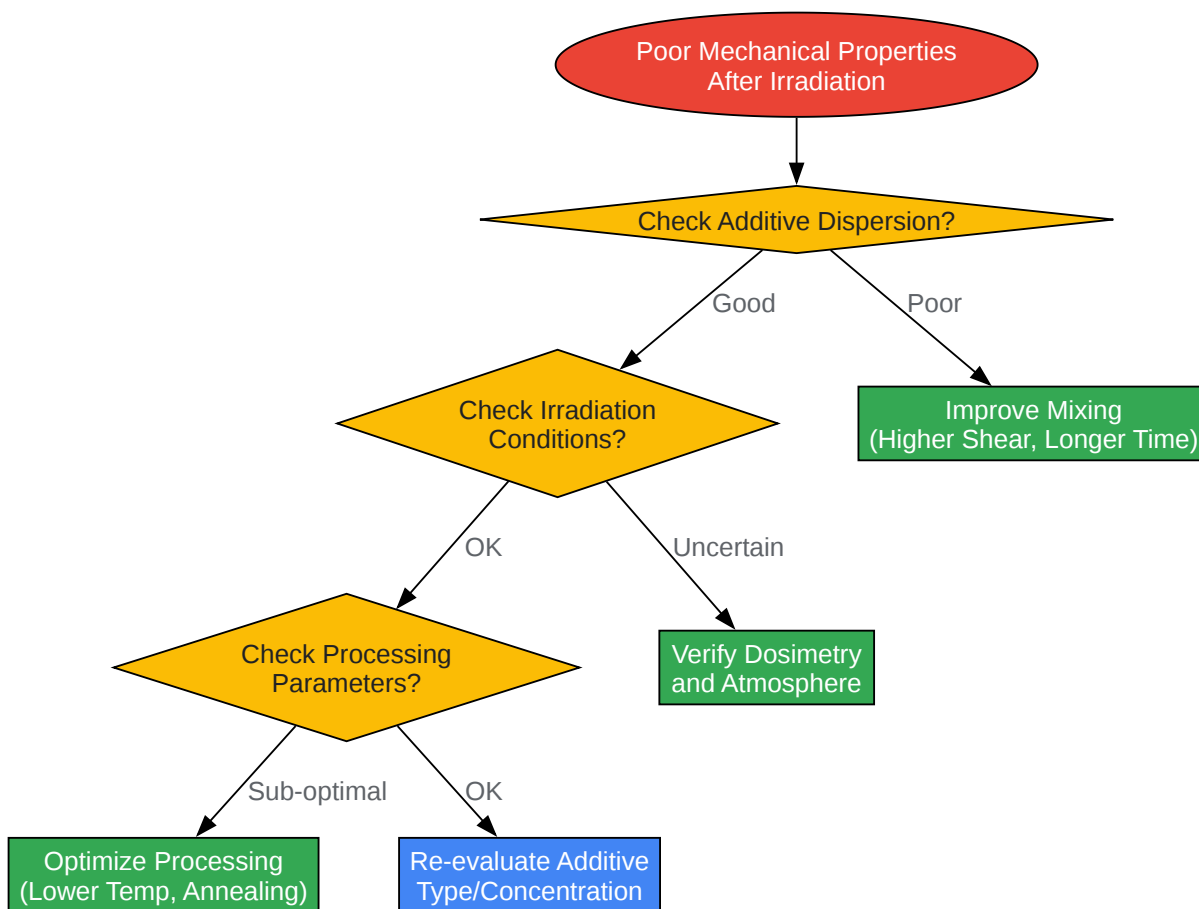 Poor Mechanical Properties
After Irradiation
Check Additive Dispersion?
Good
Poor
Check Irradiation
Conditions?
Improve Mixing
(Higher Shear, Longer Time)
OK
Uncertain
Check Processing
Parameters?
Verify Dosimetry
and Atmosphere
Sub-optimal
OK
Optimize Processing
(Lower Temp, Annealing)
Re-evaluate Additive
Type/Concentration